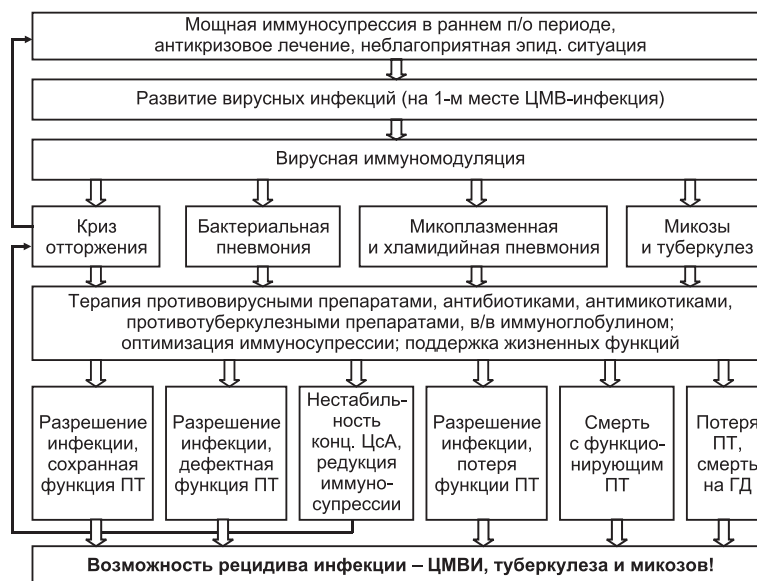 Мощная иммуносупрессия в раннем п/о периоде,
антикризовое лечение, неблагоприятная эпид. ситуация
Развитие вирусных инфекций (на 1-м месте ЦМВ-инфекция)
Вирусная иммуномодуляция
Криз
отторжения
Бактериальная
пневмония
Микоплазменная
и хламидийная пневмония
Микозы
и туберкулез
Терапия противовирусными препаратами, антибиотиками, антимикотиками,
противотуберкулезными препаратами, в/в иммуноглобулином;
оптимизация иммуносупрессии; поддержка жизненных функций
Разрешение
инфекции,
сохранная
функция ПТ
Разрешение
инфекции,
дефектная
функция ПТ
Нестабиль-
ность
конц. ЦсА,
редукция
иммуно-
супрессии
Разрешение
инфекции,
потеря
функции ПТ
Смерть
с функцио-
нирующим
ПТ
Потеря
ПТ,
смерть
на ГД
Возможность рецидива инфекции – ЦМВИ, туберкулеза и микозов!